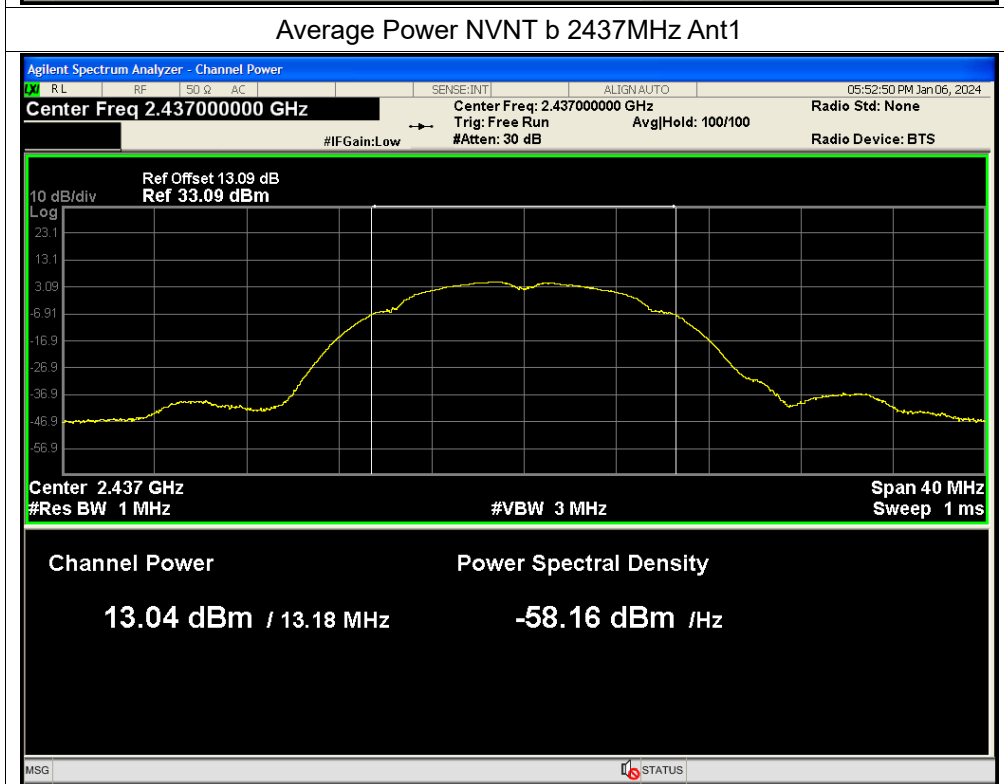 Average Power NVNT b 2437MHz Ant1
Agilent Spectrum Analyzer - Channel Power
LXI RL RF 50 Ω AC SENSE:INT ALIGNAUTO 05:52:50 PM Jan 06, 2024
Center Freq 2.437000000 GHz Center Freq: 2.437000000 GHz Radio Std: None
Trig: Free Run Avg|Hold: 100/100
#IFGain:Low #Atten: 30 dB Radio Device: BTS
Ref Offset 13.09 dB
10 dB/div Ref 33.09 dBm
Log
23.1
13.1
3.09
-6.91
-16.9
-26.9
-36.9
-46.9
-56.9
Center 2.437 GHz Span 40 MHz
#Res BW 1 MHz #VBW 3 MHz Sweep 1 ms
Channel Power Power Spectral Density
13.04 dBm / 13.18 MHz -58.16 dBm /Hz
MSG STATUS